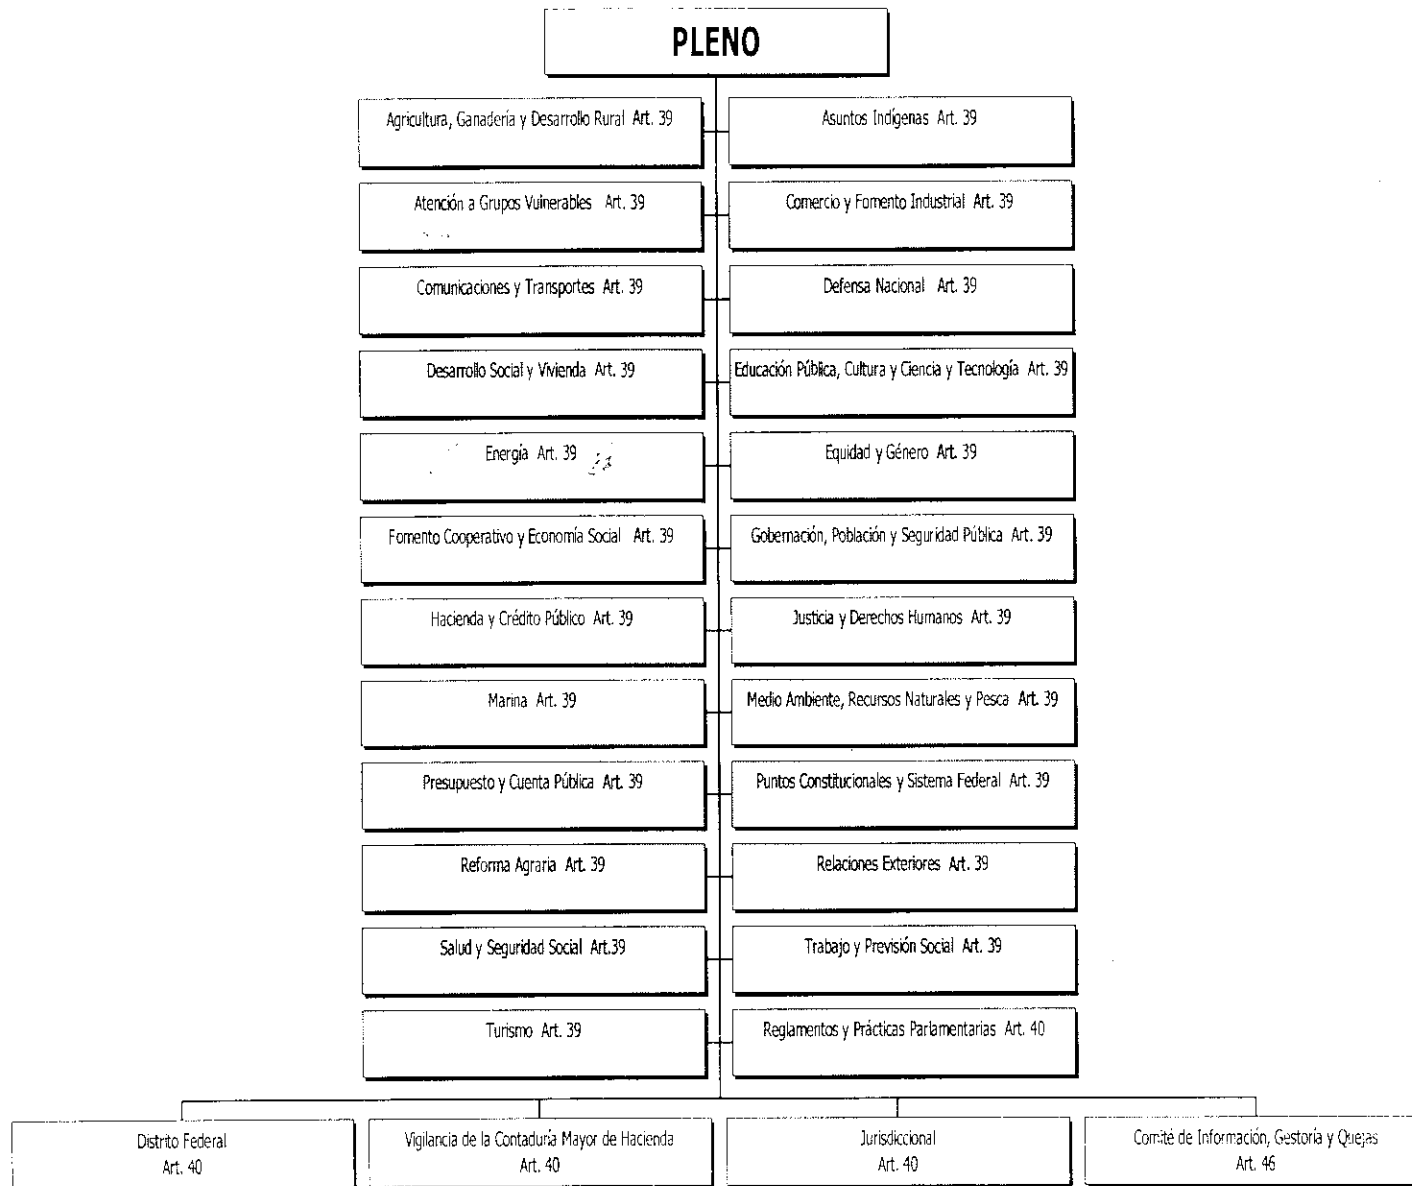 PLENO
Agricultura, Ganadería y Desarrollo Rural Art. 39
Asuntos Indígenas Art. 39
Atención a Grupos Vulnerables Art. 39
Comercio y Fomento Industrial Art. 39
Comunicaciones y Transportes Art. 39
Defensa Nacional Art. 39
Desarrollo Social y Vivienda Art. 39
Educación Pública, Cultura y Ciencia y Tecnología Art. 39
Energía Art. 39
Equidad y Género Art. 39
Fomento Cooperativo y Economía Social Art. 39
Gobernación, Población y Seguridad Pública Art. 39
Hacienda y Crédito Público Art. 39
Justicia y Derechos Humanos Art. 39
Marina Art. 39
Medio Ambiente, Recursos Naturales y Pesca Art. 39
Presupuesto y Cuenta Pública Art. 39
Puntos Constitucionales y Sistema Federal Art. 39
Reforma Agraria Art. 39
Relaciones Exteriores Art. 39
Salud y Seguridad Social Art.39
Trabajo y Previsión Social Art. 39
Turismo Art. 39
Reglamentos y Prácticas Parlamentarias Art. 40
Distrito Federal
Art. 40
Vigilancia de la Contaduría Mayor de Hacienda
Art. 40
Jurisdiccional
Art. 40
Comité de Información, Gestoría y Quejas
Art. 46